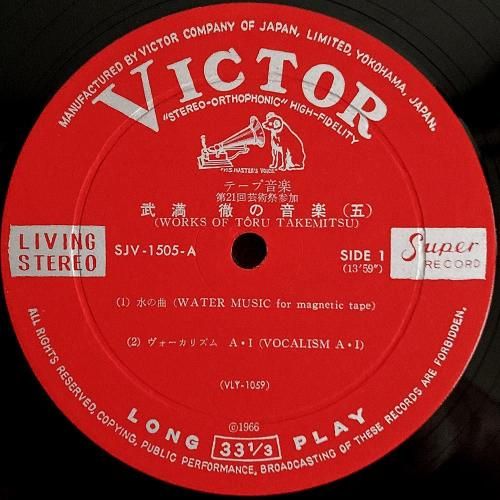 MANUFACTURED BY VICTOR COMPANY OF JAPAN, LIMITED, YOKOHAMA, JAPAN.
VICTOR
"STEREO-ORTHOPHONIC" HIGH-FIDELITY
"HIS MASTER'S VOICE"
テープ音楽
第21回芸術祭参加
武満 徹の音楽(五)
(WORKS OF TŌRU TAKEMITSU)
LIVING
STEREO
SJV-1505-A
SIDE 1
(13'59")
Super
RECORD
(1) 水の曲 (WATER MUSIC for magnetic tape)
(2) ヴォーカリズム A・I (VOCALISM A・I)
(VLY-1059)
©1966
LONG 33 1/3 PLAY
ALL RIGHTS RESERVED, COPYING, PUBLIC PERFORMANCE, BROADCASTING OF THESE RECORDS ARE FORBIDDEN.